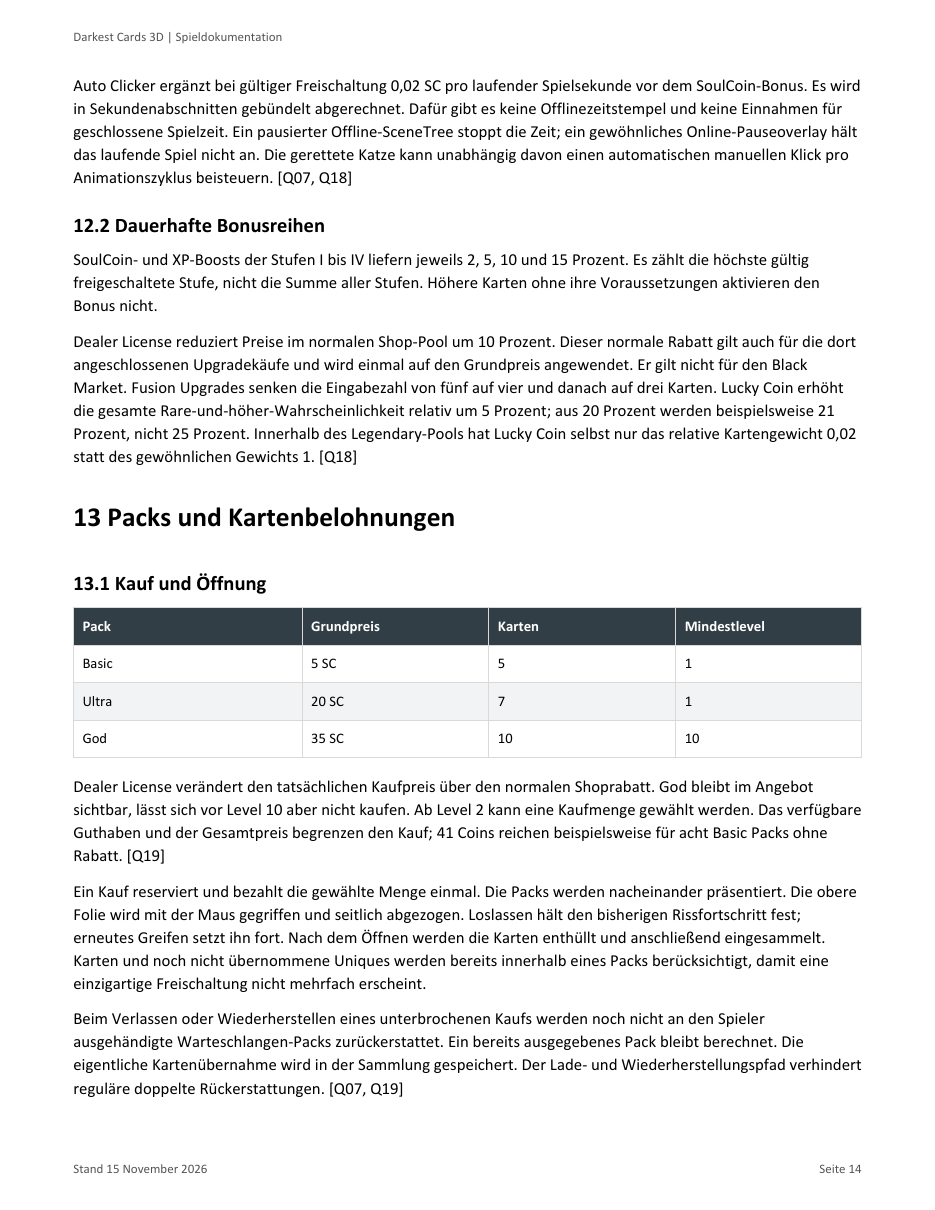 Darkest Cards 3D | Spieldokumentation
Auto Clicker ergänzt bei gültiger Freischaltung 0,02 SC pro laufender Spielsekunde vor dem SoulCoin-Bonus. Es wird
in Sekundenabschnitten gebündelt abgerechnet. Dafür gibt es keine Offlinezeitstempel und keine Einnahmen für
geschlossene Spielzeit. Ein pausierter Offline-SceneTree stoppt die Zeit; ein gewöhnliches Online-Pauseoverlay hält
das laufende Spiel nicht an. Die gerettete Katze kann unabhängig davon einen automatischen manuellen Klick pro
Animationszyklus beisteuern. [Q07, Q18]
12.2 Dauerhafte Bonusreihen
SoulCoin- und XP-Boosts der Stufen I bis IV liefern jeweils 2, 5, 10 und 15 Prozent. Es zählt die höchste gültig
freigeschaltete Stufe, nicht die Summe aller Stufen. Höhere Karten ohne ihre Voraussetzungen aktivieren den
Bonus nicht.
Dealer License reduziert Preise im normalen Shop-Pool um 10 Prozent. Dieser normale Rabatt gilt auch für die dort
angeschlossenen Upgradekäufe und wird einmal auf den Grundpreis angewendet. Er gilt nicht für den Black
Market. Fusion Upgrades senken die Eingabezahl von fünf auf vier und danach auf drei Karten. Lucky Coin erhöht
die gesamte Rare-und-höher-Wahrscheinlichkeit relativ um 5 Prozent; aus 20 Prozent werden beispielsweise 21
Prozent, nicht 25 Prozent. Innerhalb des Legendary-Pools hat Lucky Coin selbst nur das relative Kartengewicht 0,02
statt des gewöhnlichen Gewichts 1. [Q18]
13 Packs und Kartenbelohnungen
13.1 Kauf und Öffnung
Pack Grundpreis Karten Mindestlevel
Basic 5 SC 5 1
Ultra 20 SC 7 1
God 35 SC 10 10
Dealer License verändert den tatsächlichen Kaufpreis über den normalen Shoprabatt. God bleibt im Angebot
sichtbar, lässt sich vor Level 10 aber nicht kaufen. Ab Level 2 kann eine Kaufmenge gewählt werden. Das verfügbare
Guthaben und der Gesamtpreis begrenzen den Kauf; 41 Coins reichen beispielsweise für acht Basic Packs ohne
Rabatt. [Q19]
Ein Kauf reserviert und bezahlt die gewählte Menge einmal. Die Packs werden nacheinander präsentiert. Die obere
Folie wird mit der Maus gegriffen und seitlich abgezogen. Loslassen hält den bisherigen Rissfortschritt fest;
erneutes Greifen setzt ihn fort. Nach dem Öffnen werden die Karten enthüllt und anschließend eingesammelt.
Karten und noch nicht übernommene Uniques werden bereits innerhalb eines Packs berücksichtigt, damit eine
einzigartige Freischaltung nicht mehrfach erscheint.
Beim Verlassen oder Wiederherstellen eines unterbrochenen Kaufs werden noch nicht an den Spieler
ausgehändigte Warteschlangen-Packs zurückerstattet. Ein bereits ausgegebenes Pack bleibt berechnet. Die
eigentliche Kartenübernahme wird in der Sammlung gespeichert. Der Lade- und Wiederherstellungspfad verhindert
reguläre doppelte Rückerstattungen. [Q07, Q19]
Stand 15 November 2026 Seite 14